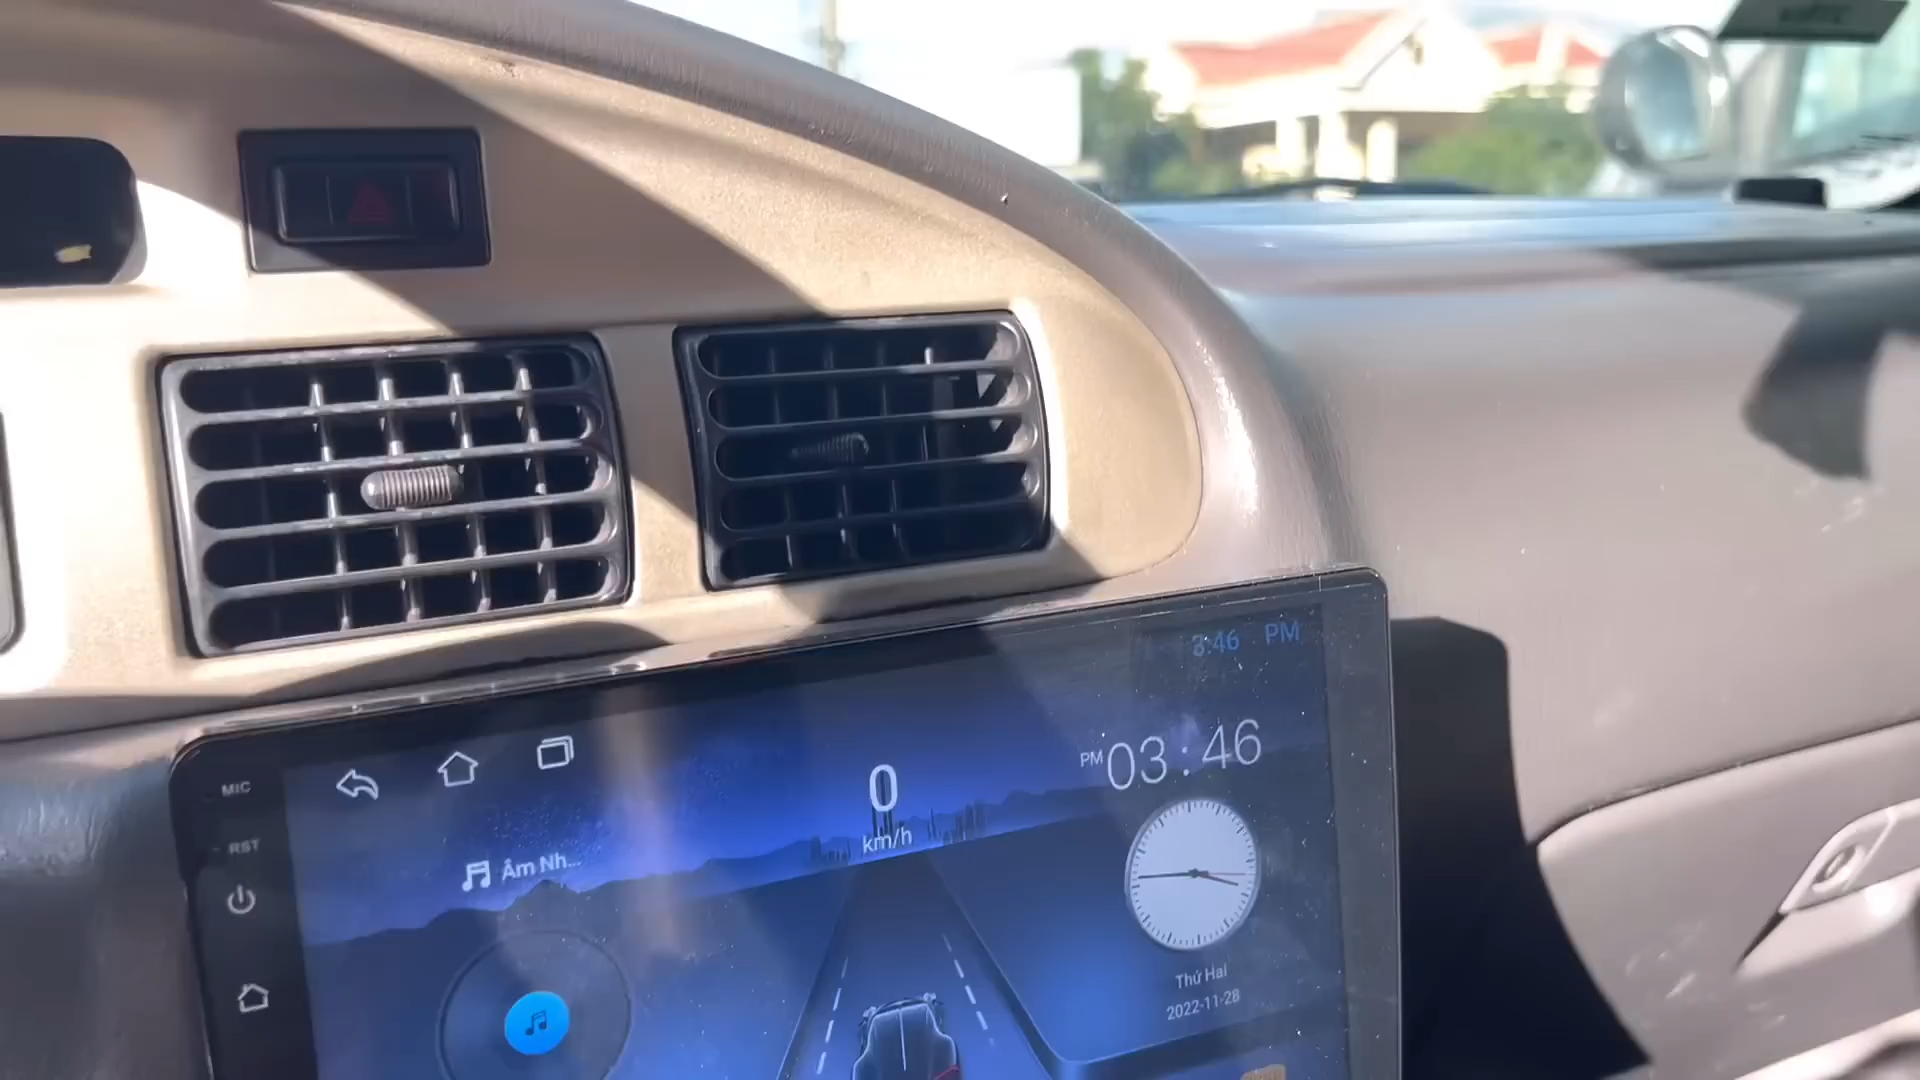 3:46 PM
MIC
PM 03:46
0
km/h
RST
Âm Nh...
Thứ Hai
2022-11-28